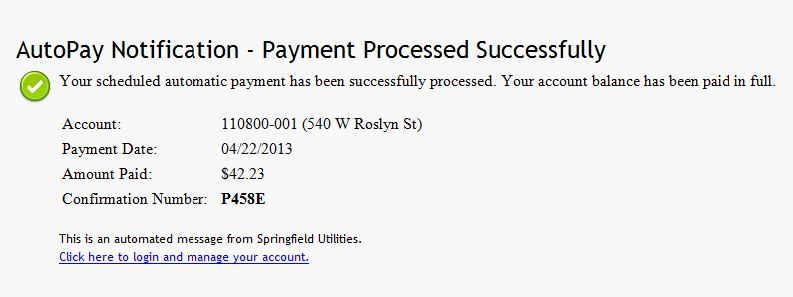 AutoPay Notification - Payment Processed Successfully
Your scheduled automatic payment has been successfully processed. Your account balance has been paid in full.
Account: 110800-001 (540 W Roslyn St)
Payment Date: 04/22/2013
Amount Paid: $42.23
Confirmation Number: P458E
This is an automated message from Springfield Utilities.
Click here to login and manage your account.